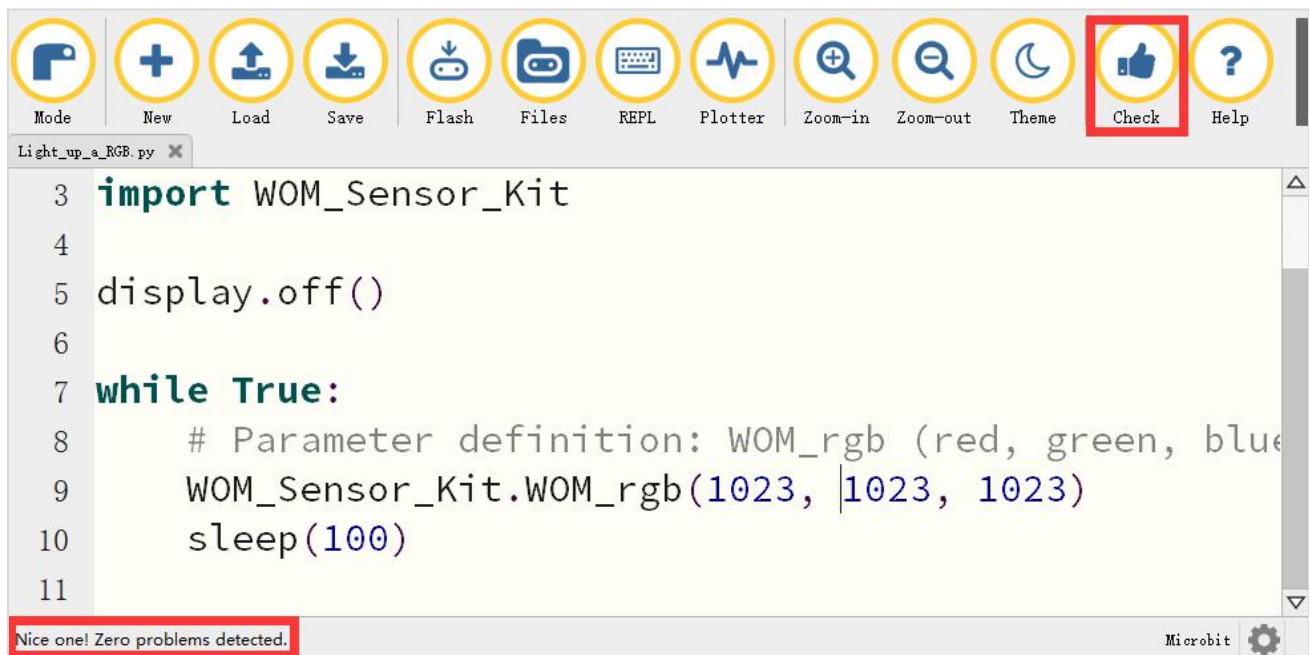 Mode New Load Save Flash Files REPL Plotter Zoom-in Zoom-out Theme Check Help
Light_up_a_RGB.py
3 import WOM_Sensor_Kit
4
5 display.off()
6
7 while True:
8 # Parameter definition: WOM_rgb (red, green, blue
9 WOM_Sensor_Kit.WOM_rgb(1023, 1023, 1023)
10 sleep(100)
11
Nice one! Zero problems detected. Microbit